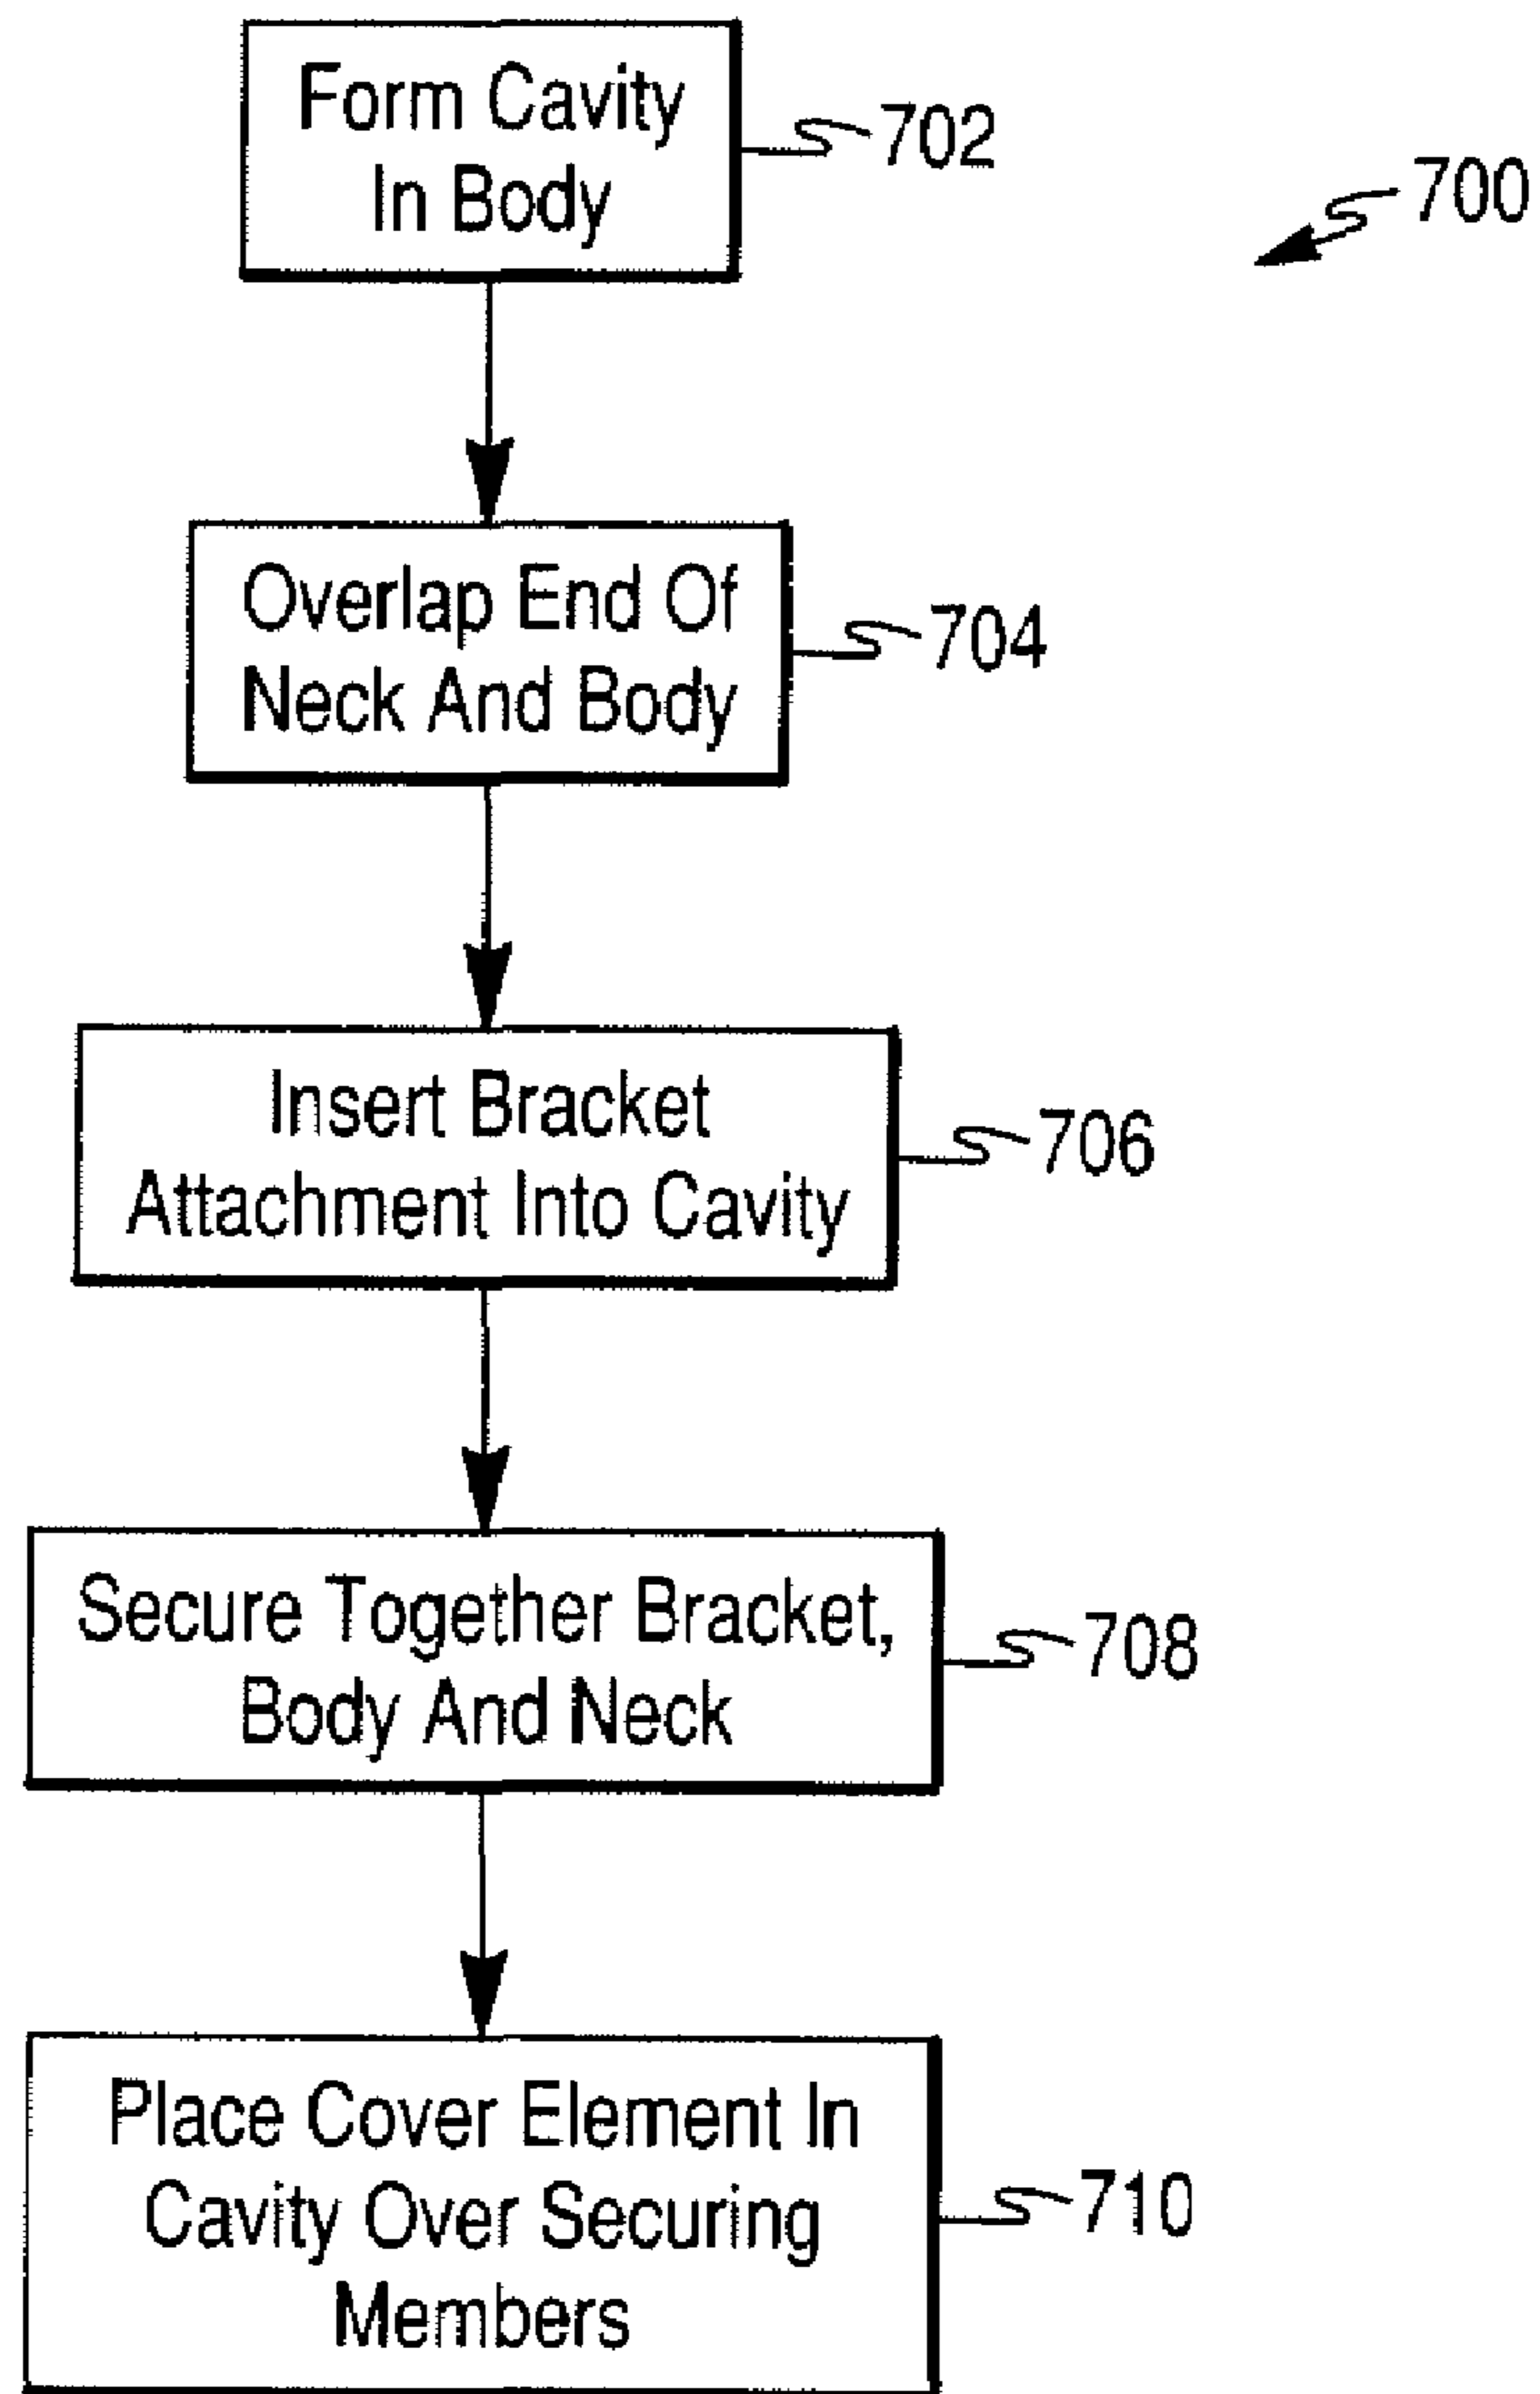 Form Cavity
In Body
702
700
Overlap End Of
Neck And Body
704
Insert Bracket
Attachment Into Cavity
706
Secure Together Bracket,
Body And Neck
708
Place Cover Element In
Cavity Over Securing
Members
710